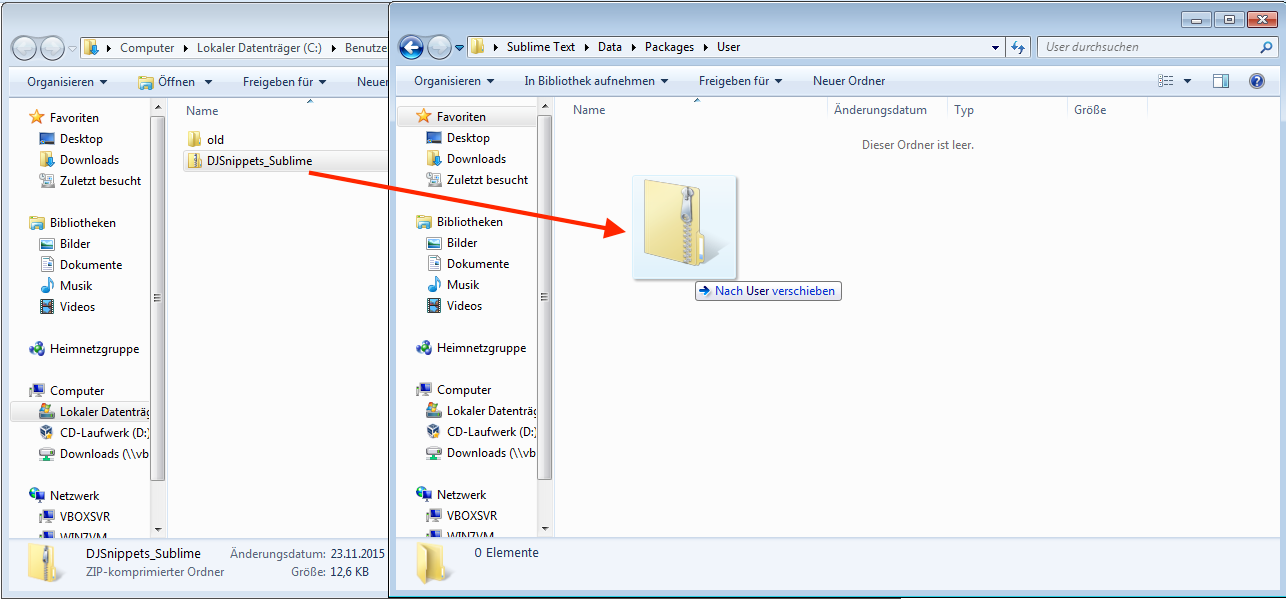 Computer ▸ Lokaler Datenträger (C:) ▸ Benutze
Organisieren Öffnen Freigeben für Neuer
Favoriten
Desktop
Downloads
Zuletzt besucht
Bibliotheken
Bilder
Dokumente
Musik
Videos
Heimnetzgruppe
Computer
Lokaler Datenträg
CD-Laufwerk (D:)
Downloads (\\vb
Netzwerk
VBOXSVR
WIN7VM
Name
old
DJSnippets_Sublime
DJSnippets_Sublime Änderungsdatum: 23.11.2015
ZIP-komprimierter Ordner Größe: 12,6 KB
Sublime Text ▸ Data ▸ Packages ▸ User
User durchsuchen
Organisieren In Bibliothek aufnehmen Freigeben für Neuer Ordner
Favoriten
Desktop
Downloads
Zuletzt besucht
Bibliotheken
Bilder
Dokumente
Musik
Videos
Heimnetzgruppe
Computer
Lokaler Datenträg
CD-Laufwerk (D:)
Downloads (\\vb
Netzwerk
VBOXSVR
WIN7VM
Name Änderungsdatum Typ Größe
Dieser Ordner ist leer.
Nach User verschieben
0 Elemente